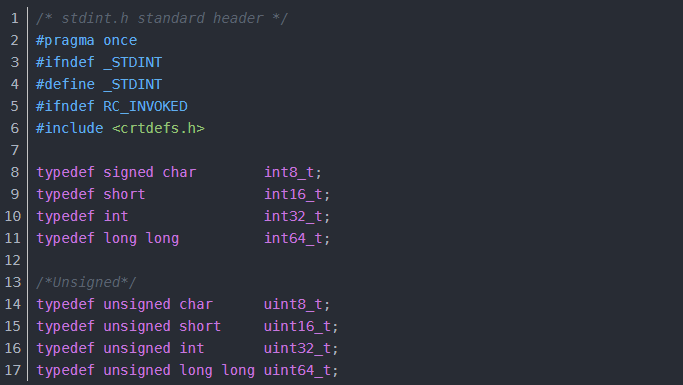 1 /* stdint.h standard header */
2 #pragma once
3 #ifndef _STDINT
4 #define _STDINT
5 #ifndef RC_INVOKED
6 #include <crtdefs.h>
7
8 typedef signed char        int8_t;
9 typedef short              int16_t;
10 typedef int                int32_t;
11 typedef long long          int64_t;
12
13 /*Unsigned*/
14 typedef unsigned char      uint8_t;
15 typedef unsigned short     uint16_t;
16 typedef unsigned int       uint32_t;
17 typedef unsigned long long uint64_t;